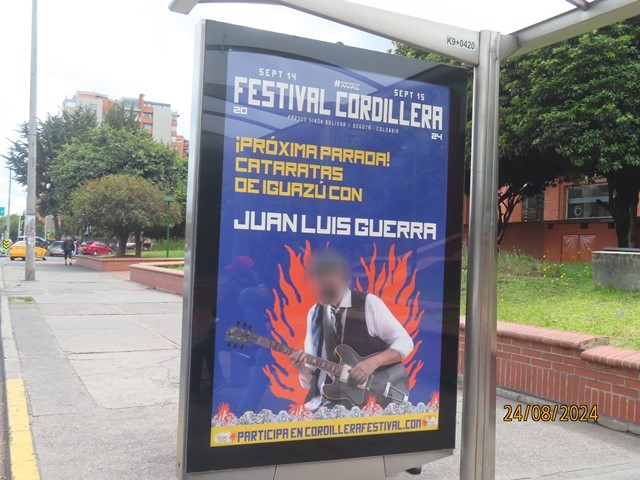 K9+0420
SEPT 14
SEPT 15
FESTIVAL CORDILLERA
20
24
PARQUE SIMÓN BOLÍVAR / BOGOTÁ - COLOMBIA
¡PRÓXIMA PARADA!
CATARATAS
DE IGUAZÚ CON
JUAN LUIS GUERRA
PARTICIPA EN CORDILLERAFESTIVAL.COM
24/08/2024